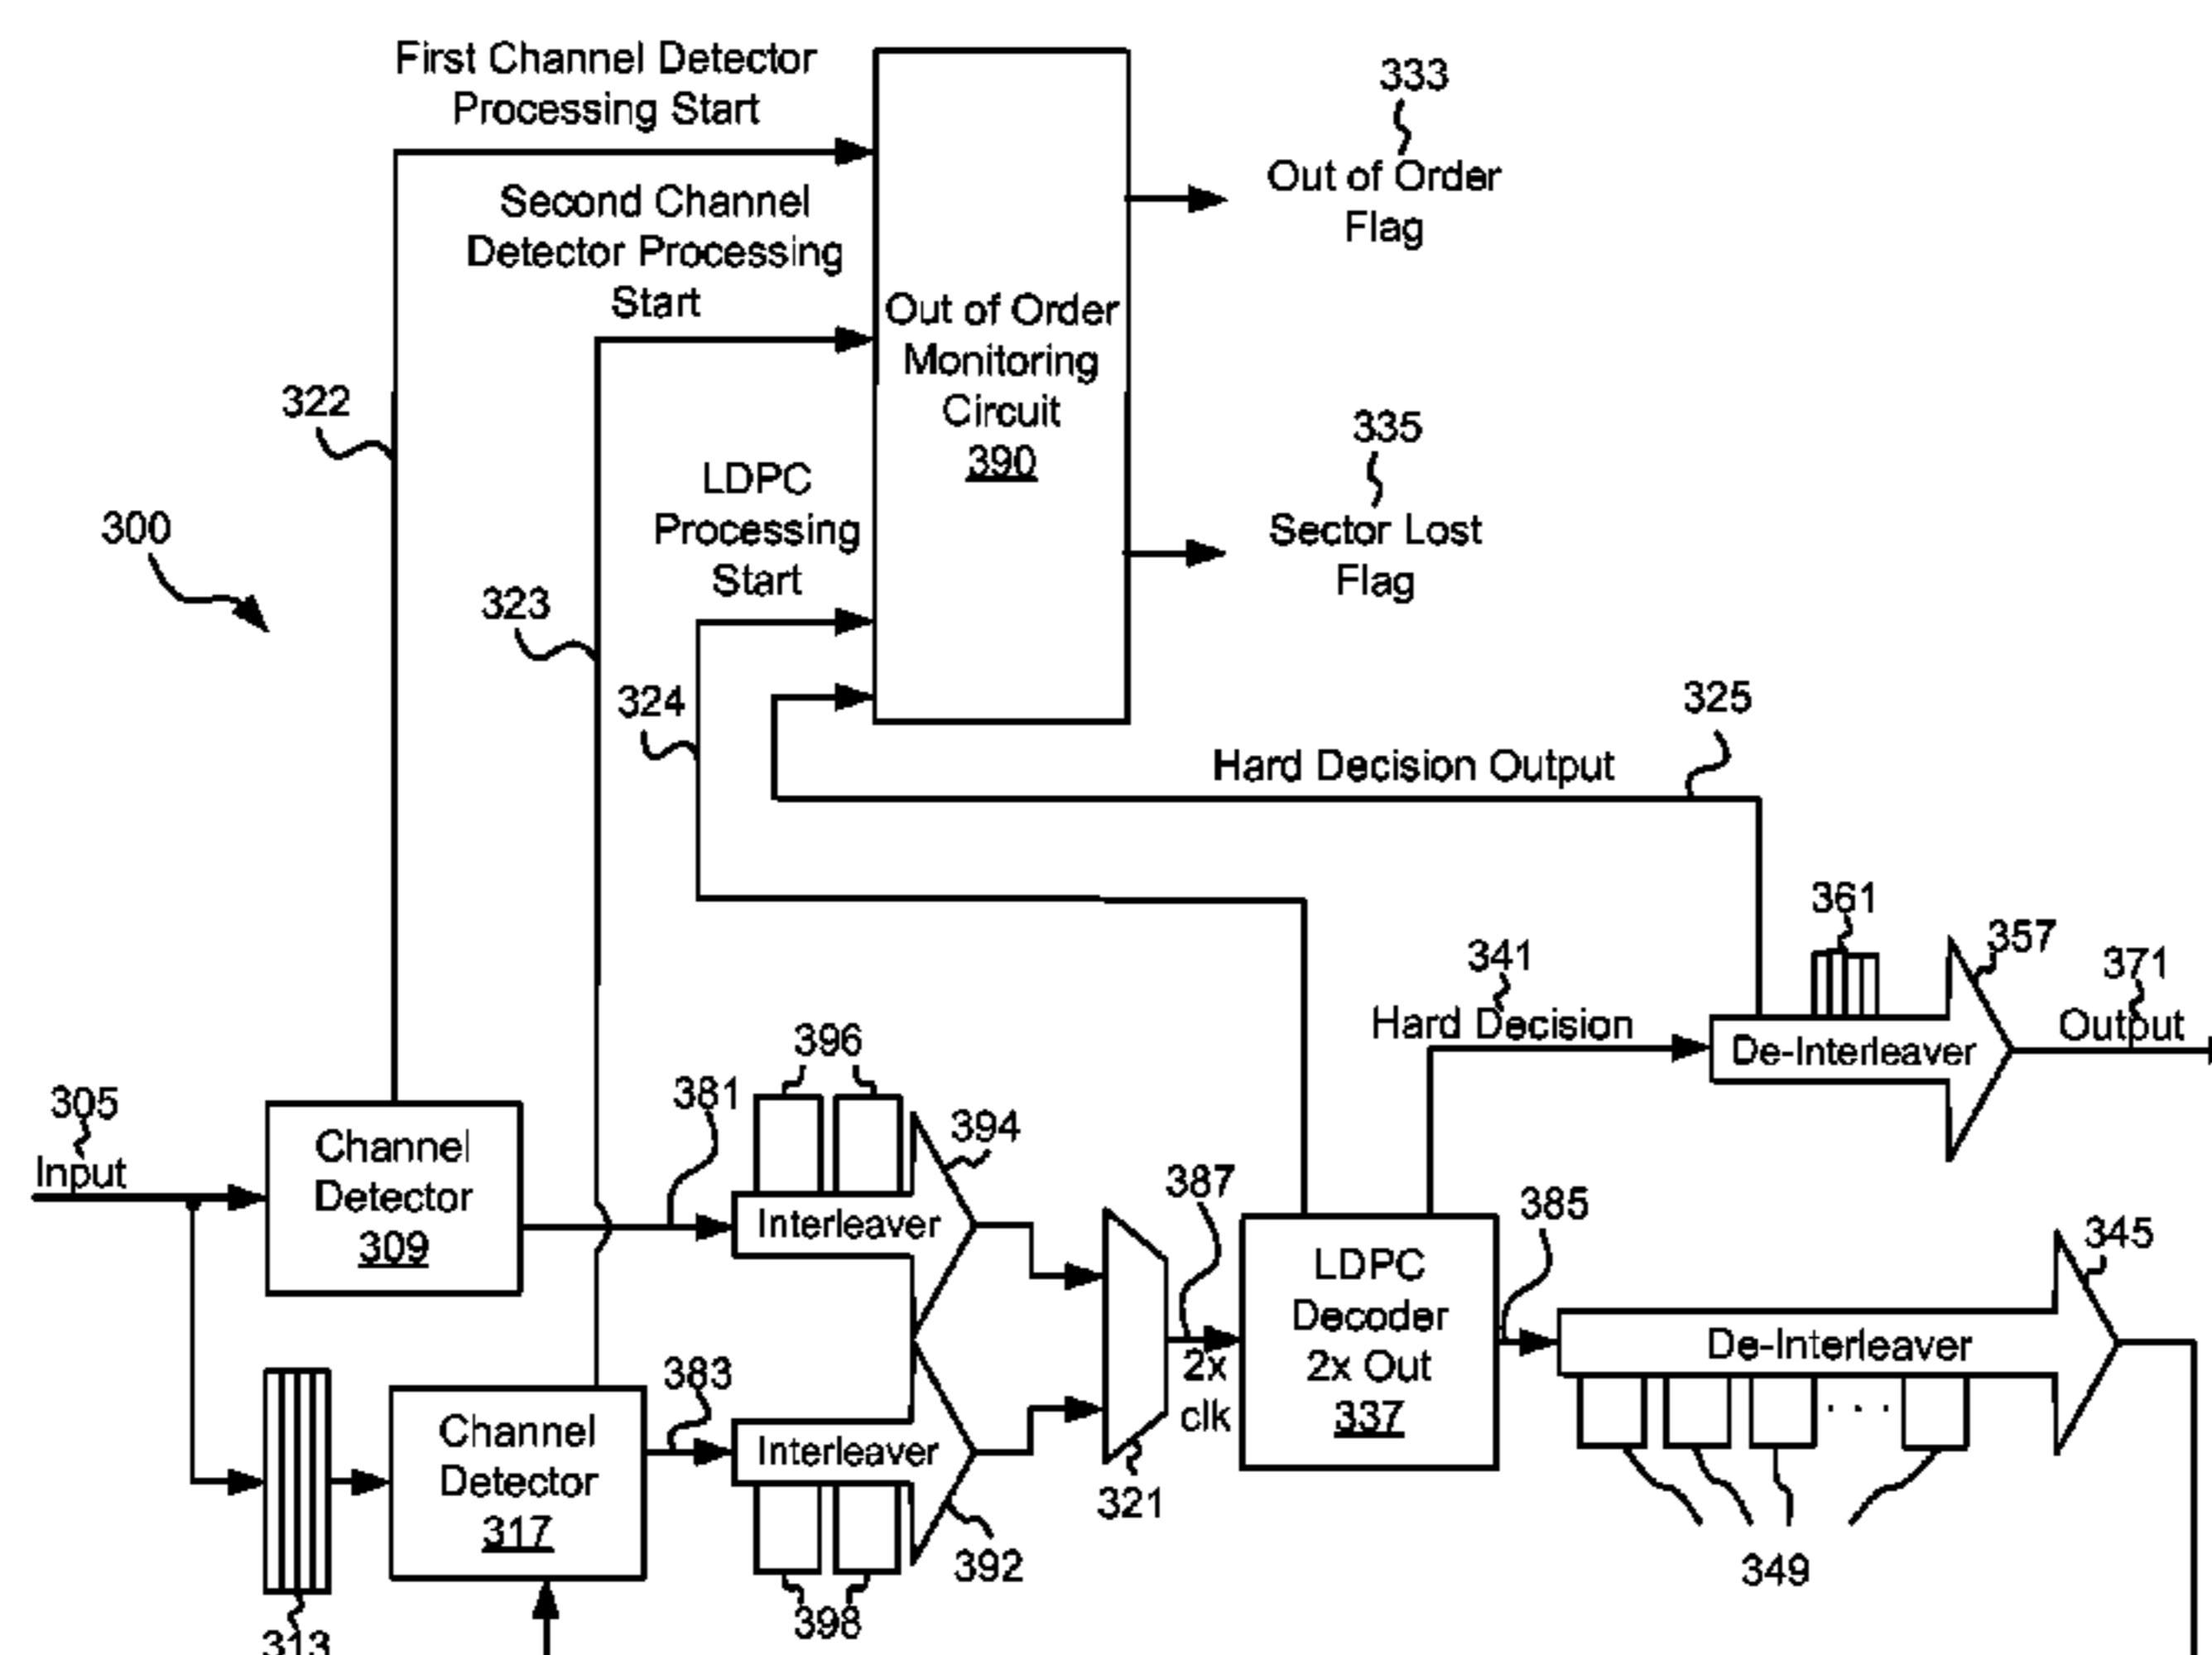 First Channel Detector
Processing Start
333
Out of Order
Flag
Second Channel
Detector Processing
Start
Out of Order
Monitoring
Circuit
390
322
335
Sector Lost
Flag
LDPC
Processing
Start
300
323
324
325
Hard Decision Output
361
357
371
341
Hard Decision
De-Interleaver
Output
396
381
305
Input
Channel
Detector
309
394
Interleaver
387
385
345
LDPC
Decoder
2x Out
337
De-Interleaver
2x
clk
383
Channel
Detector
317
Interleaver
321
392
349
398
313